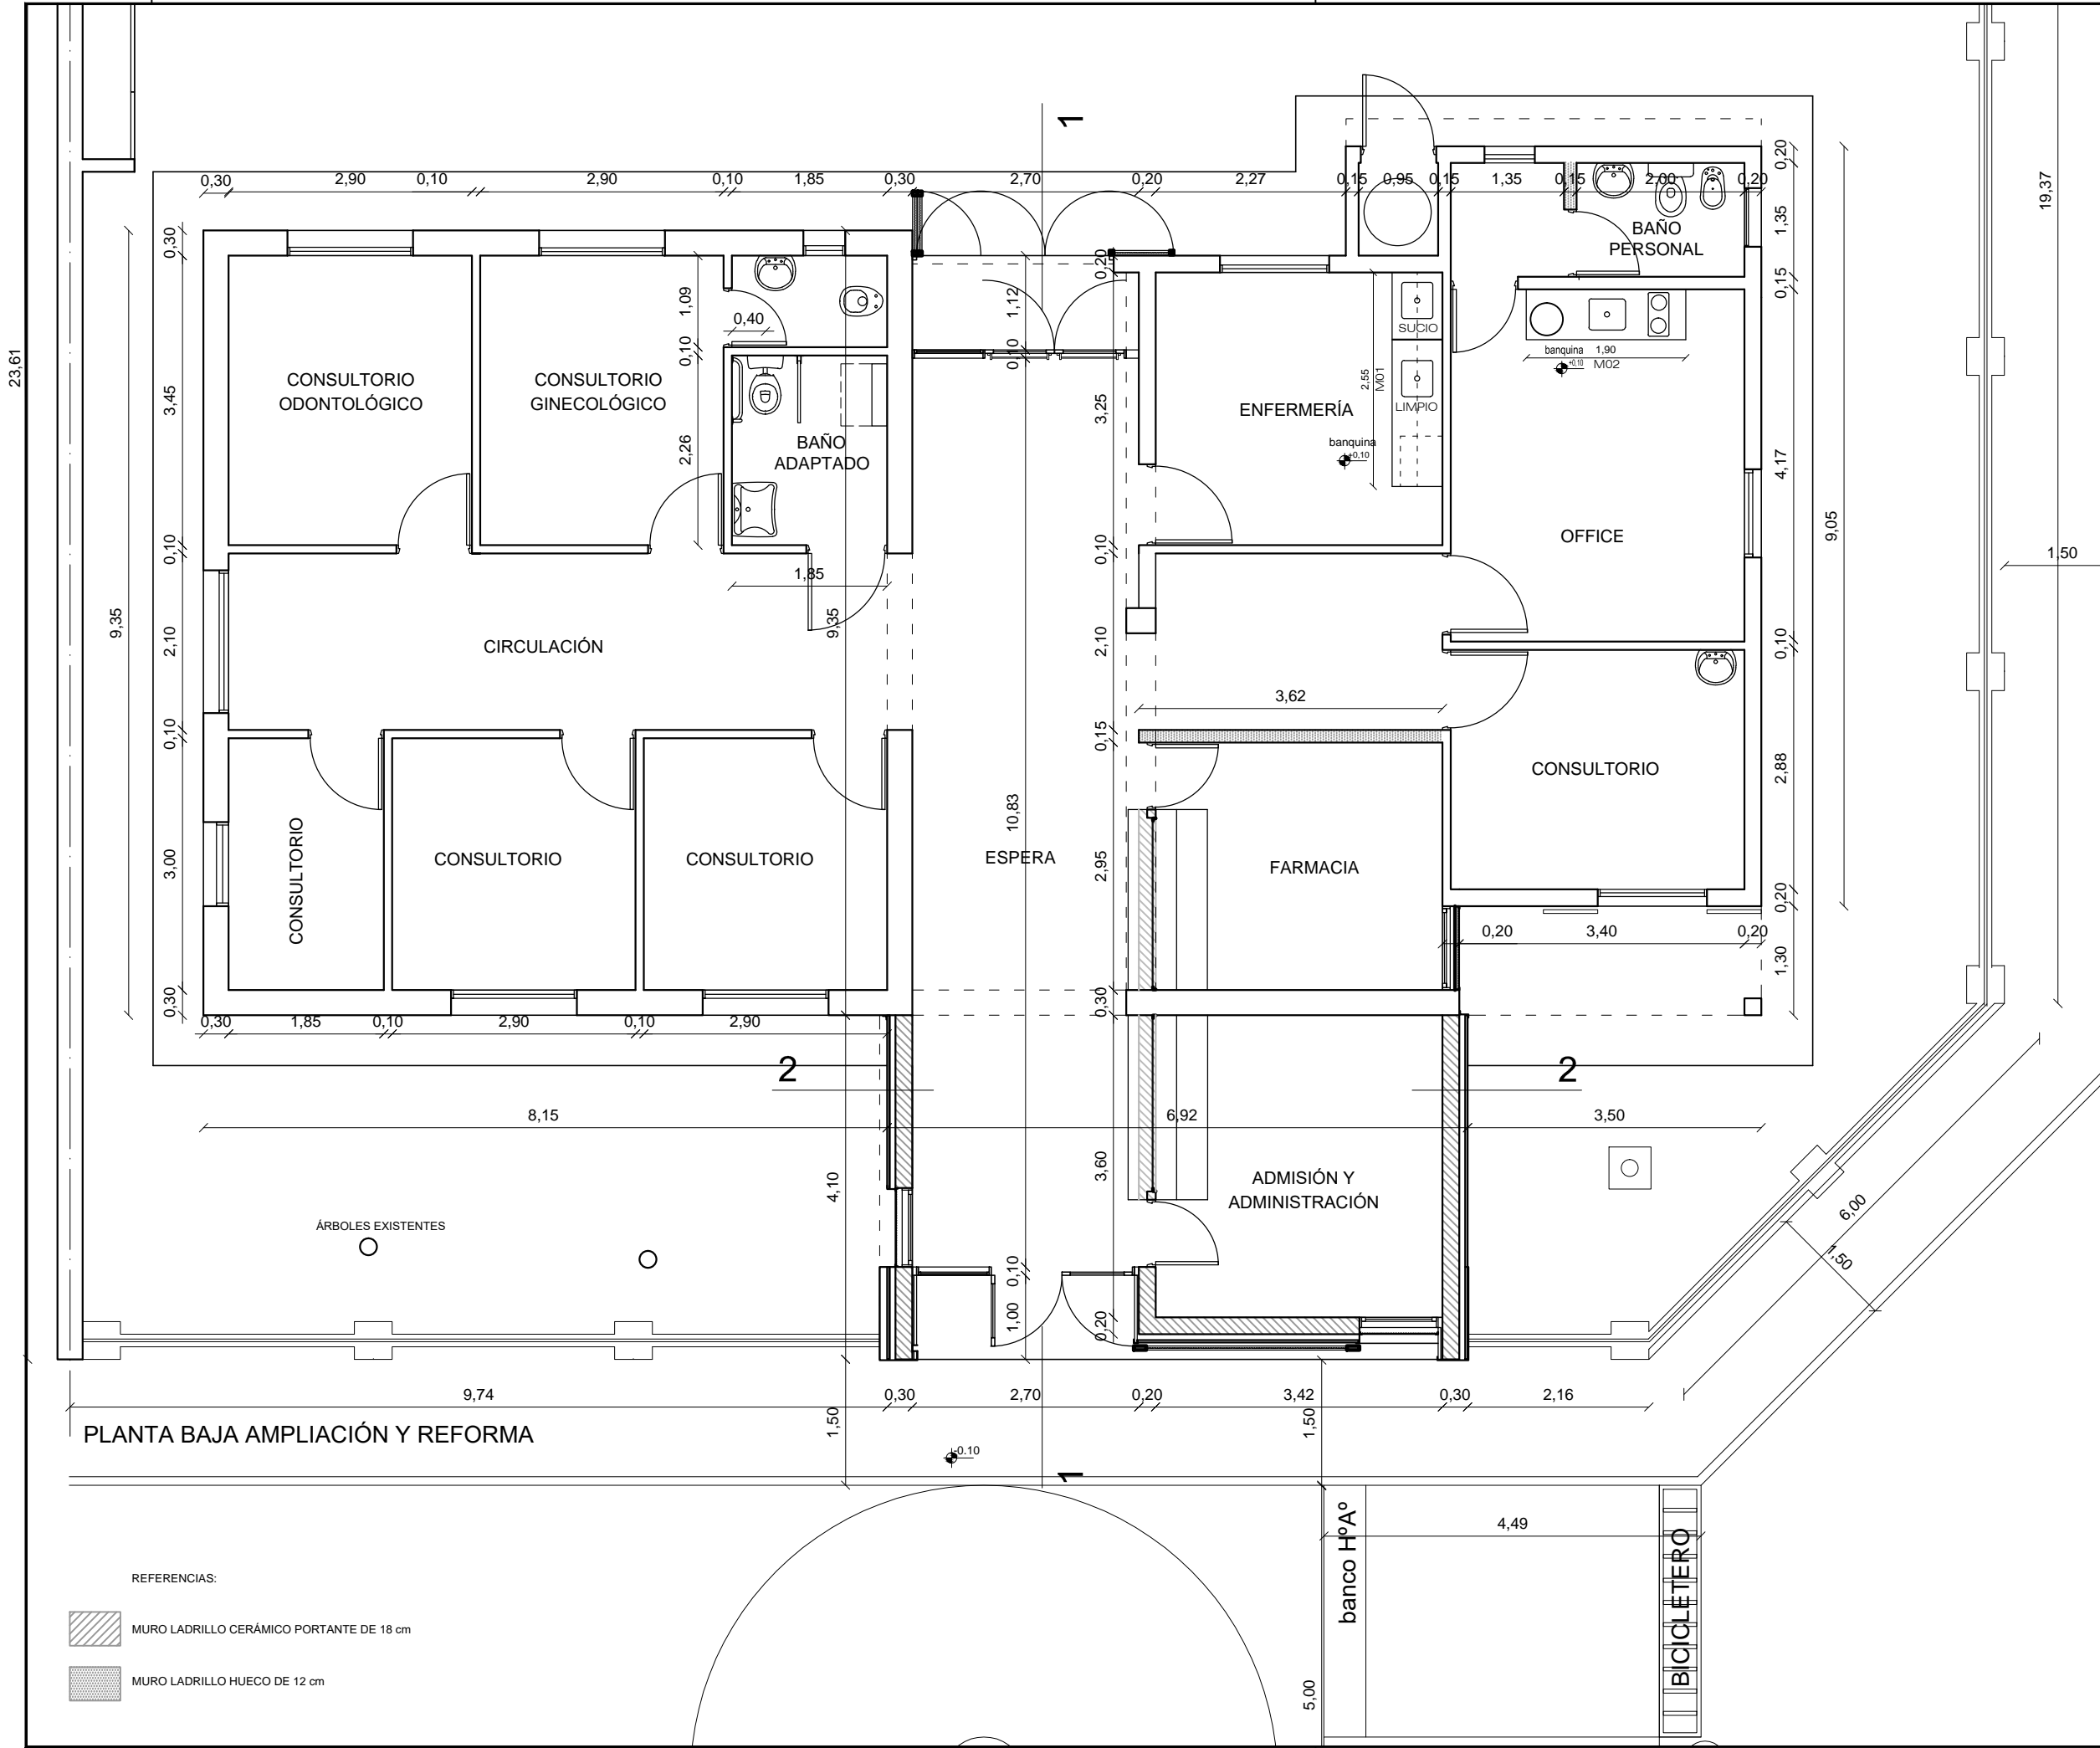 1
0,30
2,90
0,10
2,90
0,10
1,85
0,30
2,70
0,20
2,27
0,15
0,95
0,15
1,35
0,15
2,00
0,20
0,20
19,37
1,35
BAÑO
PERSONAL
0,15
0,30
0,20
1,12
0,10
1,09
0,40
0,10
SUCIO
banquina 1,90
+0,10
M02
23,61
3,45
CONSULTORIO
ODONTOLÓGICO
CONSULTORIO
GINECOLÓGICO
2,26
BAÑO
ADAPTADO
3,25
ENFERMERÍA
2,55
M01
LIMPIO
banquina
+0,10
4,17
9,05
OFFICE
1.50
0,10
1,85
0,10
9,35
2,10
CIRCULACIÓN
9,35
2,10
0,10
3,62
0,10
0,15
CONSULTORIO
2,88
10,83
3,00
CONSULTORIO
CONSULTORIO
CONSULTORIO
ESPERA
2,95
FARMACIA
0,20
0,20
3,40
0,20
1,30
0,30
0,30
0,30
1,85
0,10
2,90
0,10
2,90
2
2
8,15
6,92
3,50
4,10
3,60
ADMISIÓN Y
ADMINISTRACIÓN
6,00
1,50
ÁRBOLES EXISTENTES
0,10
1,00
0,20
9,74
0,30
2,70
0,20
3,42
0,30
2,16
1,50
1,50
PLANTA BAJA AMPLIACIÓN Y REFORMA
-0.10
1
4,49
banco HºAº
BICICLETERO
5,00
REFERENCIAS:
MURO LADRILLO CERÁMICO PORTANTE DE 18 cm
MURO LADRILLO HUECO DE 12 cm